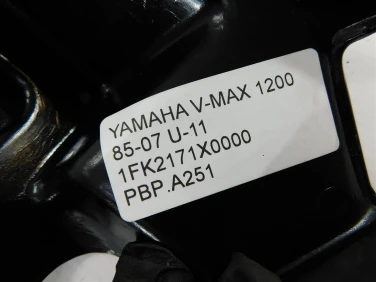 YAMAHA V-MAX 1200
85-07 U-11
1FK2171X0000
PBP.A251